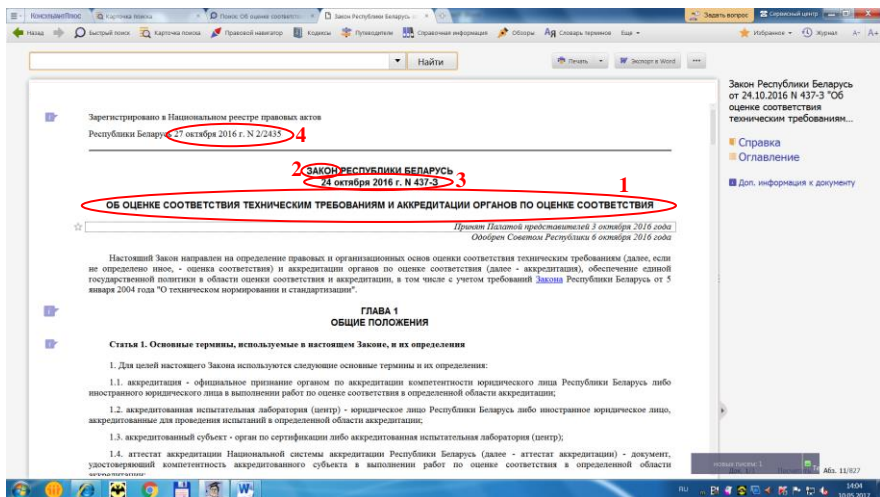 КонсультантПлюс
Карточка поиска
Поиск: Об оценке соответств
Закон Республики Беларусь
Задать вопрос
Сервисный центр
Назад
Быстрый поиск
Карточка поиска
Правовой навигатор
Кодексы
Путеводители
Справочная информация
Обзоры
Словарь терминов
Еще
Избранное
Журнал
A-
A+
Найти
Печать
Экспорт в Word
Закон Республики Беларусь
от 24.10.2016 N 437-З "Об
оценке соответствия
техническим требованиям...
Справка
Оглавление
Доп. информация к документу
Зарегистрировано в Национальном реестре правовых актов
Республики Беларусь 27 октября 2016 г. N 2/2435
4
2
ЗАКОН РЕСПУБЛИКИ БЕЛАРУСЬ
24 октября 2016 г. N 437-З
3
1
ОБ ОЦЕНКЕ СООТВЕТСТВИЯ ТЕХНИЧЕСКИМ ТРЕБОВАНИЯМ И АККРЕДИТАЦИИ ОРГАНОВ ПО ОЦЕНКЕ СООТВЕТСТВИЯ
Принят Палатой представителей 3 октября 2016 года
Одобрен Советом Республики 6 октября 2016 года
Настоящий Закон направлен на определение правовых и организационных основ оценки соответствия техническим требованиям (далее, если
не определено иное, - оценка соответствия) и аккредитации органов по оценке соответствия (далее - аккредитация), обеспечение единой
государственной политики в области оценки соответствия и аккредитации, в том числе с учетом требований Закона Республики Беларусь от 5
января 2004 года "О техническом нормировании и стандартизации".
ГЛАВА 1
ОБЩИЕ ПОЛОЖЕНИЯ
Статья 1. Основные термины, используемые в настоящем Законе, и их определения
1. Для целей настоящего Закона используются следующие основные термины и их определения:
1.1. аккредитация - официальное признание органом по аккредитации компетентности юридического лица Республики Беларусь либо
иностранного юридического лица в выполнении работ по оценке соответствия в определенной области аккредитации;
1.2. аккредитованная испытательная лаборатория (центр) - юридическое лицо Республики Беларусь либо иностранное юридическое лицо,
аккредитованные для проведения испытаний в определенной области аккредитации;
1.3. аккредитованный субъект - орган по сертификации либо аккредитованная испытательная лаборатория (центр);
1.4. аттестат аккредитации Национальной системы аккредитации Республики Беларусь (далее - аттестат аккредитации) - документ,
удостоверяющий компетентность аккредитованного субъекта в выполнении работ по оценке соответствия в определенной области
аккредитации;
Абз. 11/827
RU
14:04
10.05.2017